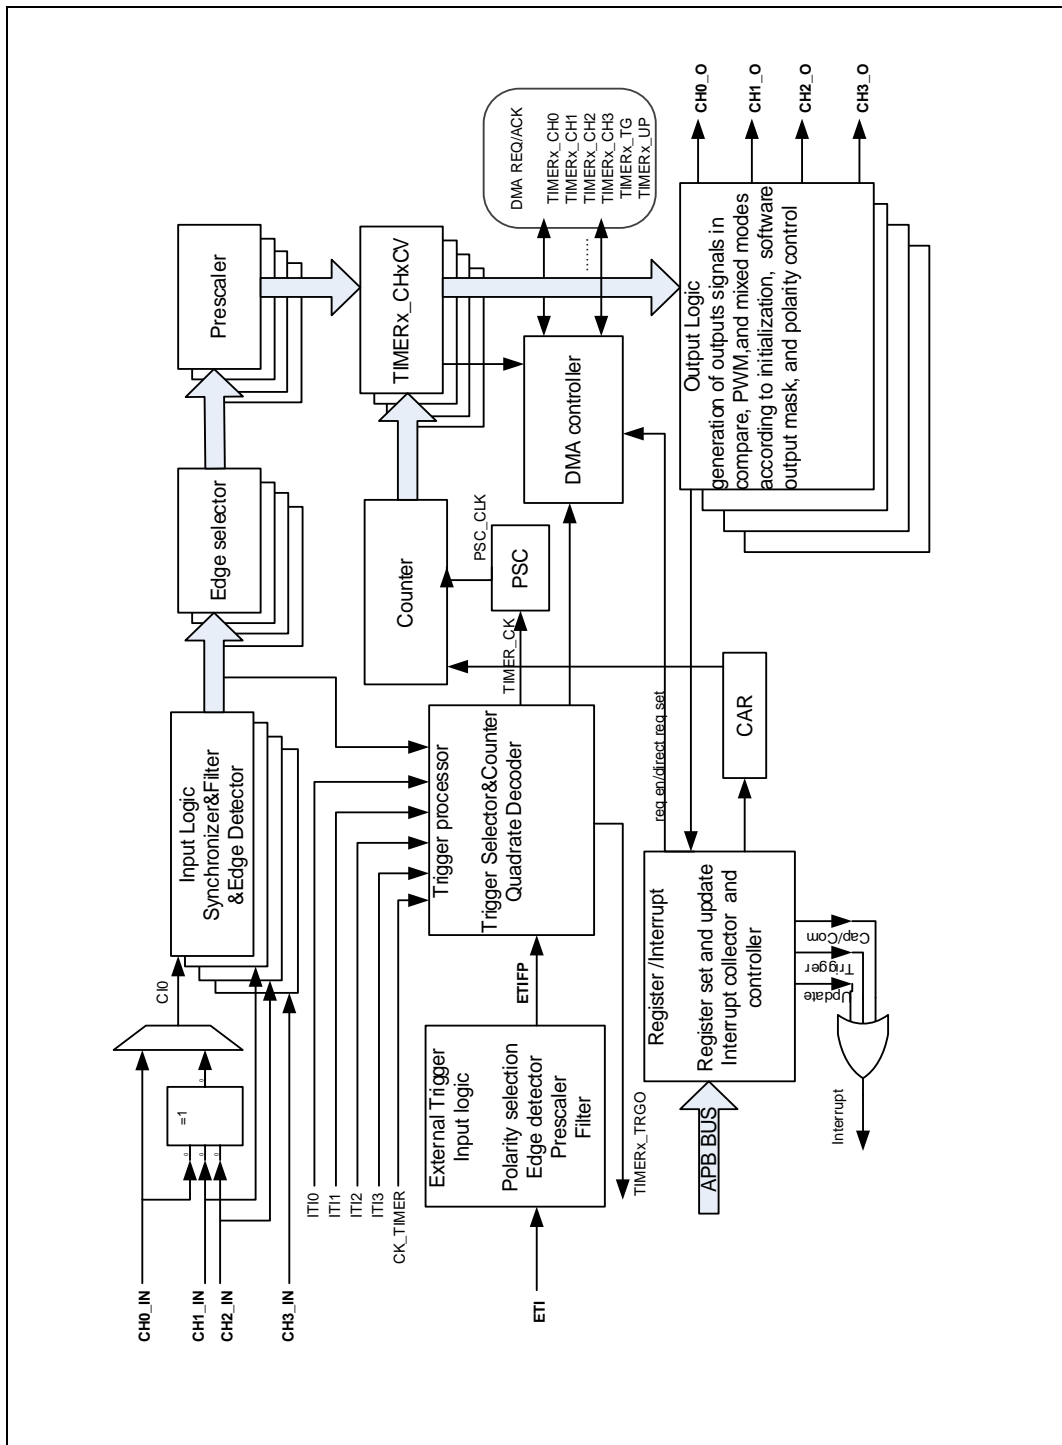 CH0_IN
CH1_IN
CH2_IN
CH3_IN
=1
0
0
0
0
CI0
Input Logic
Synchronizer&Filter
&Edge Detector
Edge selector
Prescaler
ITI0
ITI1
ITI2
ITI3
CK_TIMER
Trigger processor
Trigger Selector&Counter
Quadrate Decoder
TIMER_CK
PSC
PSC_CLK
Counter
TIMERx_CHxCV
DMA REQ/ACK
TIMERx_CH0
TIMERx_CH1
TIMERx_CH2
TIMERx_CH3
TIMERx_TG
TIMERx_UP
.......
DMA controller
ETI
External Trigger
Input logic
Polarity selection
Edge detector
Prescaler
Filter
ETIFP
TIMERx_TRGO
APB BUS
Register /Interrupt
Register set and update
Interrupt collector and
controller
req en/direct req set
CAR
Update
Trigger
Cap/Com
Interrupt
Output Logic
generation of outputs signals in
compare, PWM,and mixed modes
according to initialization, software
output mask, and polarity control
CH0_O
CH1_O
CH2_O
CH3_O